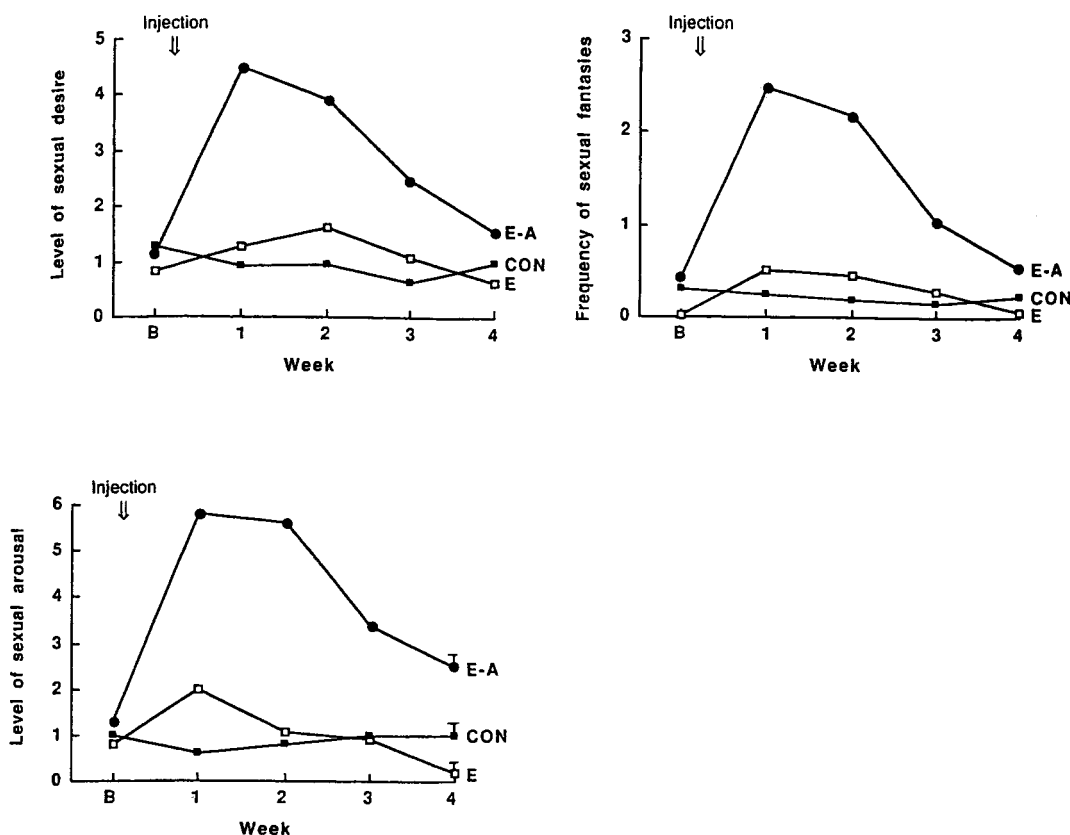 Injection
5
4
3
2
1
0
Level of sexual desire
B 1 2 3 4
Week
E-A
CON
E
Injection
3
2
1
0
Frequency of sexual fantasies
B 1 2 3 4
Week
E-A
CON
E
Injection
6
5
4
3
2
1
0
Level of sexual arousal
B 1 2 3 4
Week
E-A
CON
E